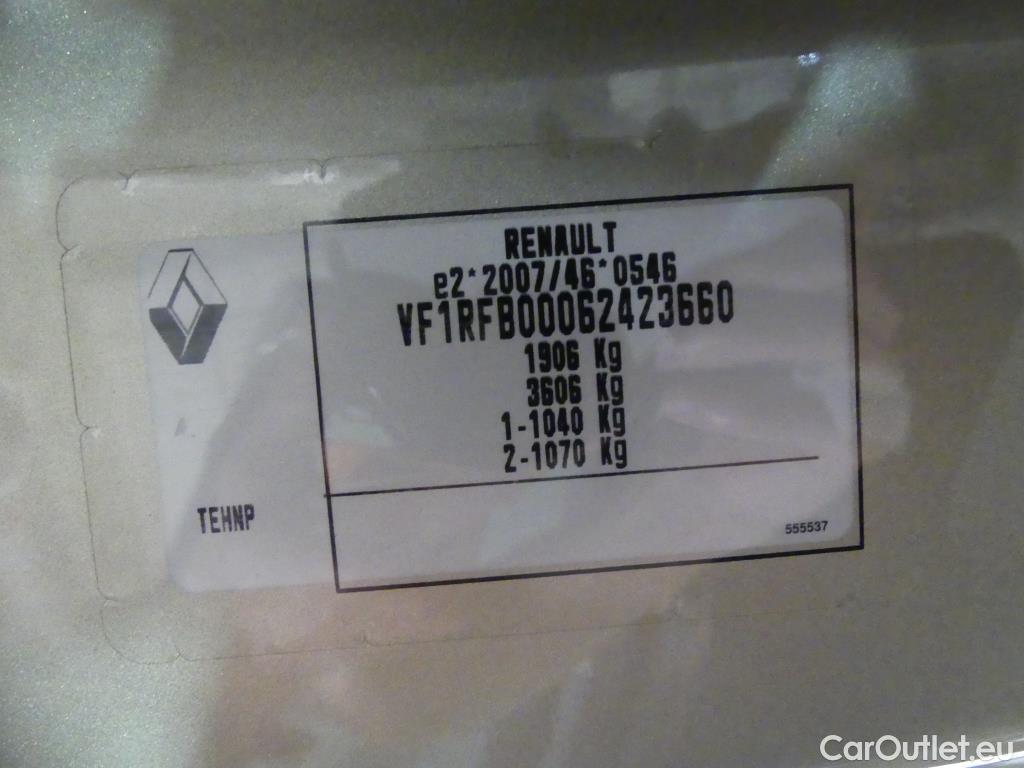 RENAULT
e2*2007/46*0546
VF1RFB00062423660
1906 Kg
3606 Kg
1-1040 Kg
2-1070 Kg
TEHNP
555537
CarOutlet.eu